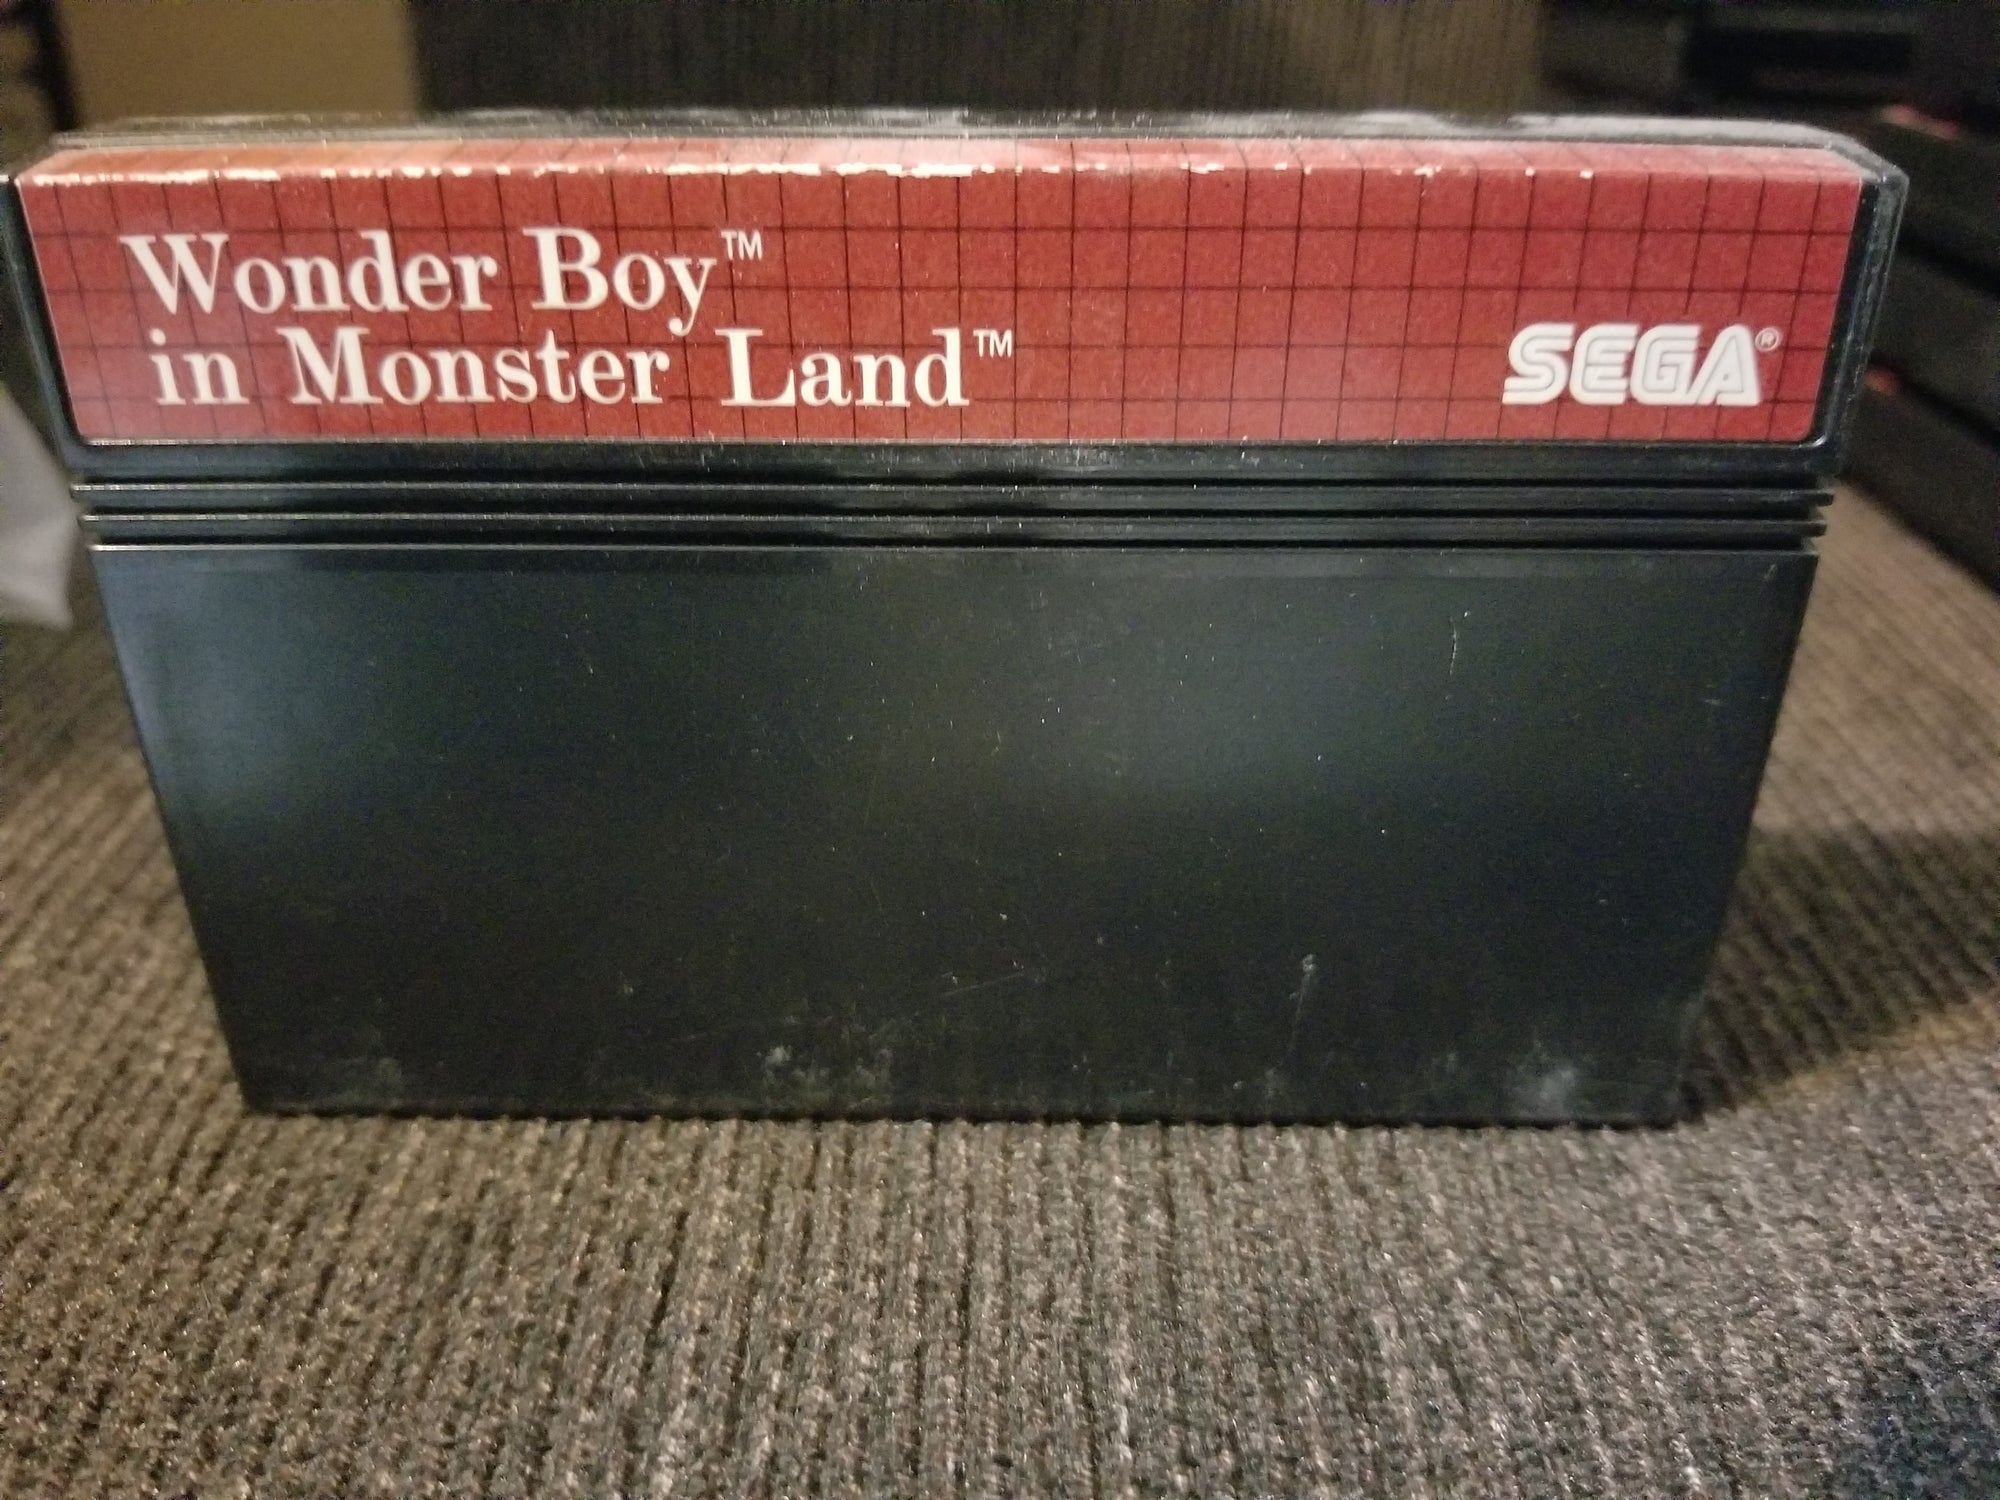 Wonder Boy™
in Monster Land™
SEGA®